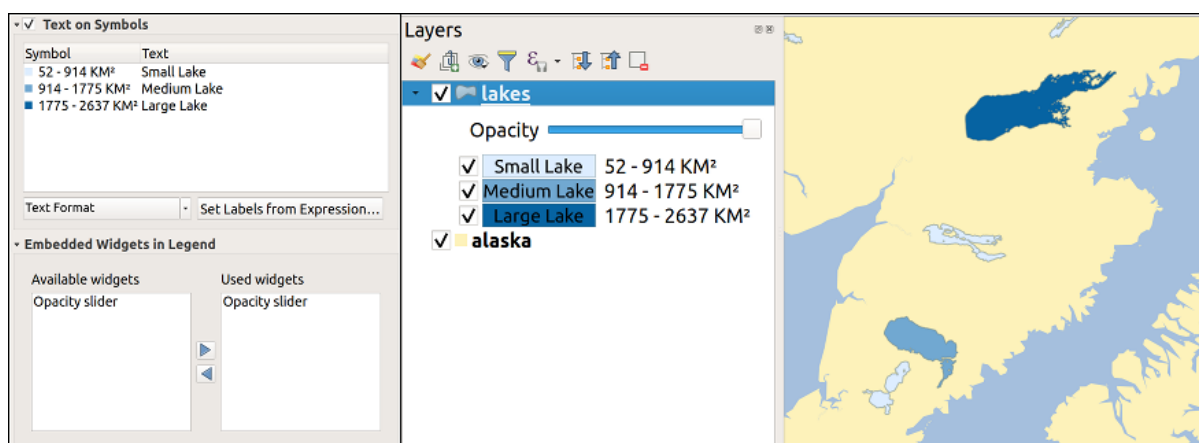 Text on Symbols
Symbol Text
52 - 914 KM² Small Lake
914 - 1775 KM² Medium Lake
1775 - 2637 KM² Large Lake
Text Format
Set Labels from Expression...
Embedded Widgets in Legend
Available widgets
Opacity slider
Used widgets
Opacity slider
Layers
lakes
Opacity
Small Lake 52 - 914 KM²
Medium Lake 914 - 1775 KM²
Large Lake 1775 - 2637 KM²
alaska